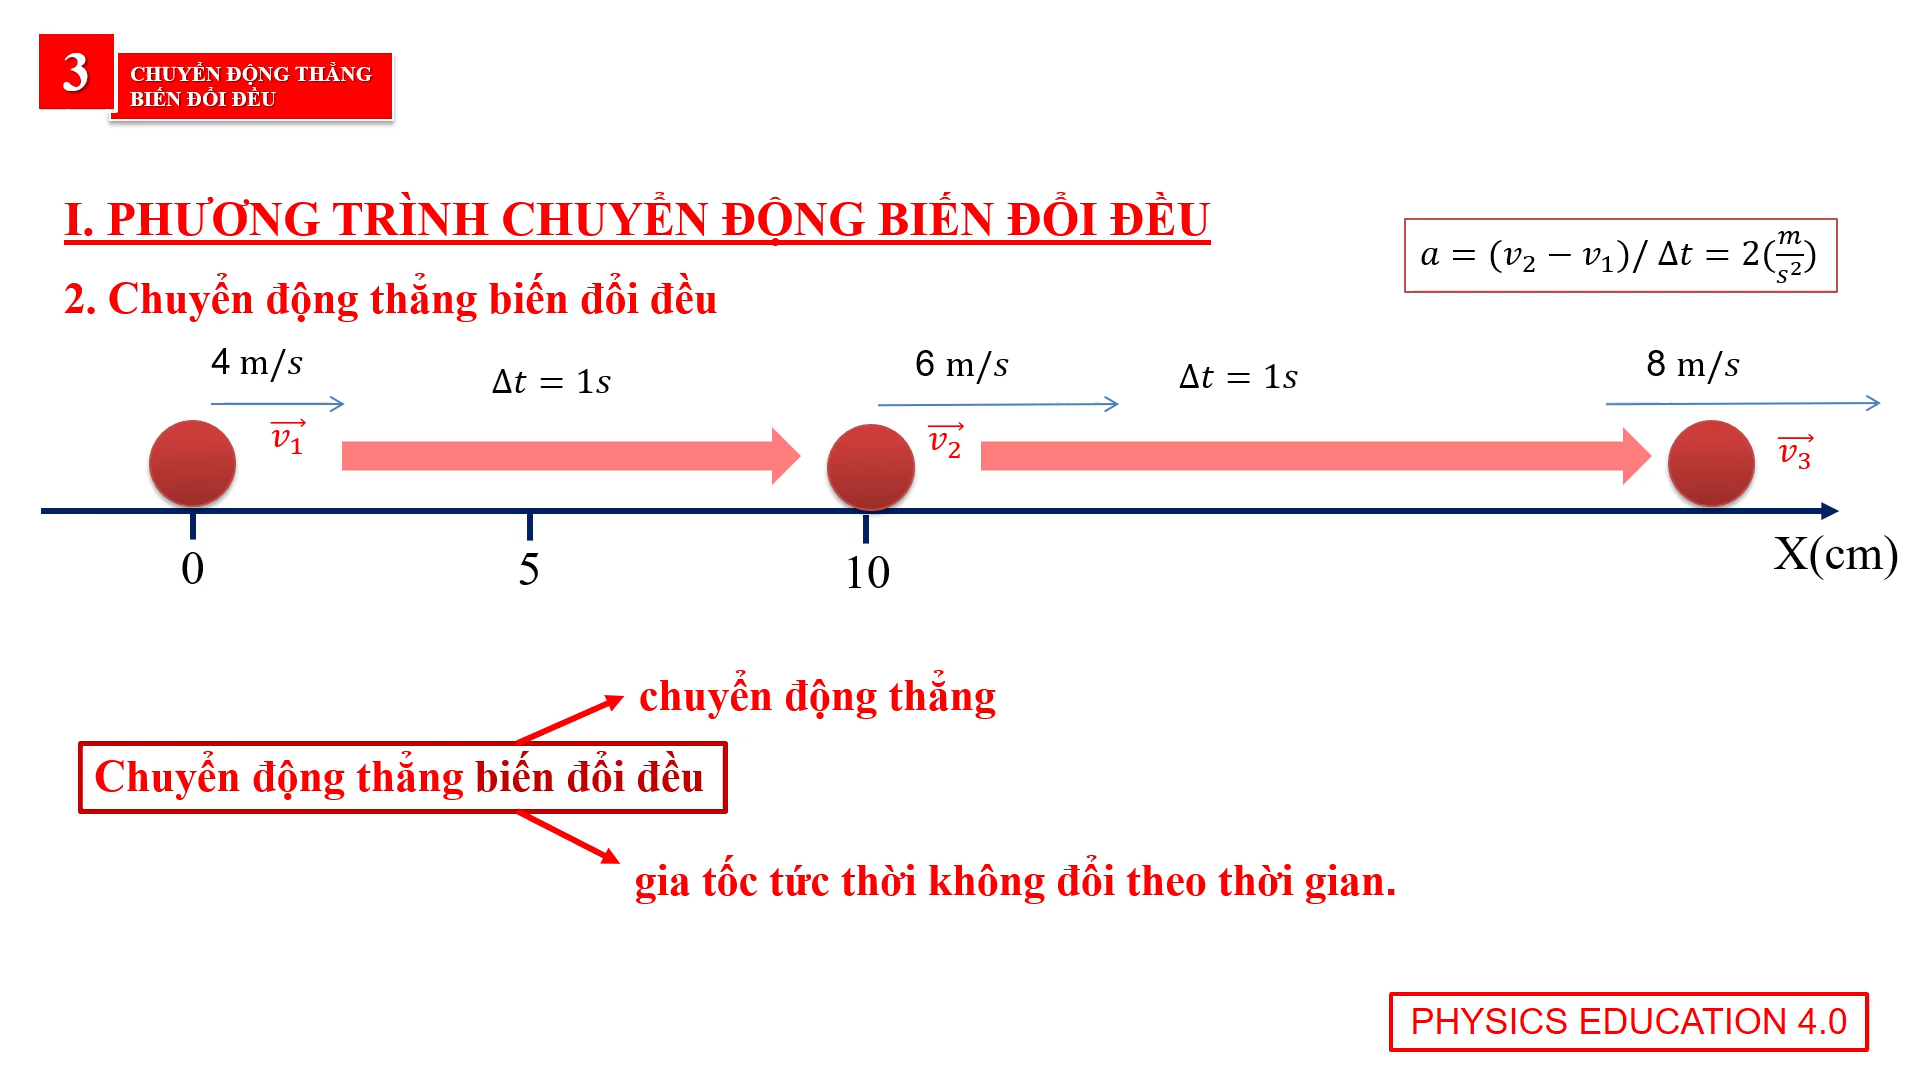 3
CHUYỂN ĐỘNG THẲNG
BIẾN ĐỔI ĐỀU
I. PHƯƠNG TRÌNH CHUYỂN ĐỘNG BIẾN ĐỔI ĐỀU
a = (v₂ − v₁)/ Δt = 2(m/s²)
2. Chuyển động thẳng biến đổi đều
4 m/s
Δt = 1s
6 m/s
Δt = 1s
8 m/s
v₁
v₂
v₃
0
5
10
X(cm)
chuyển động thẳng
Chuyển động thẳng biến đổi đều
gia tốc tức thời không đổi theo thời gian.
PHYSICS EDUCATION 4.0